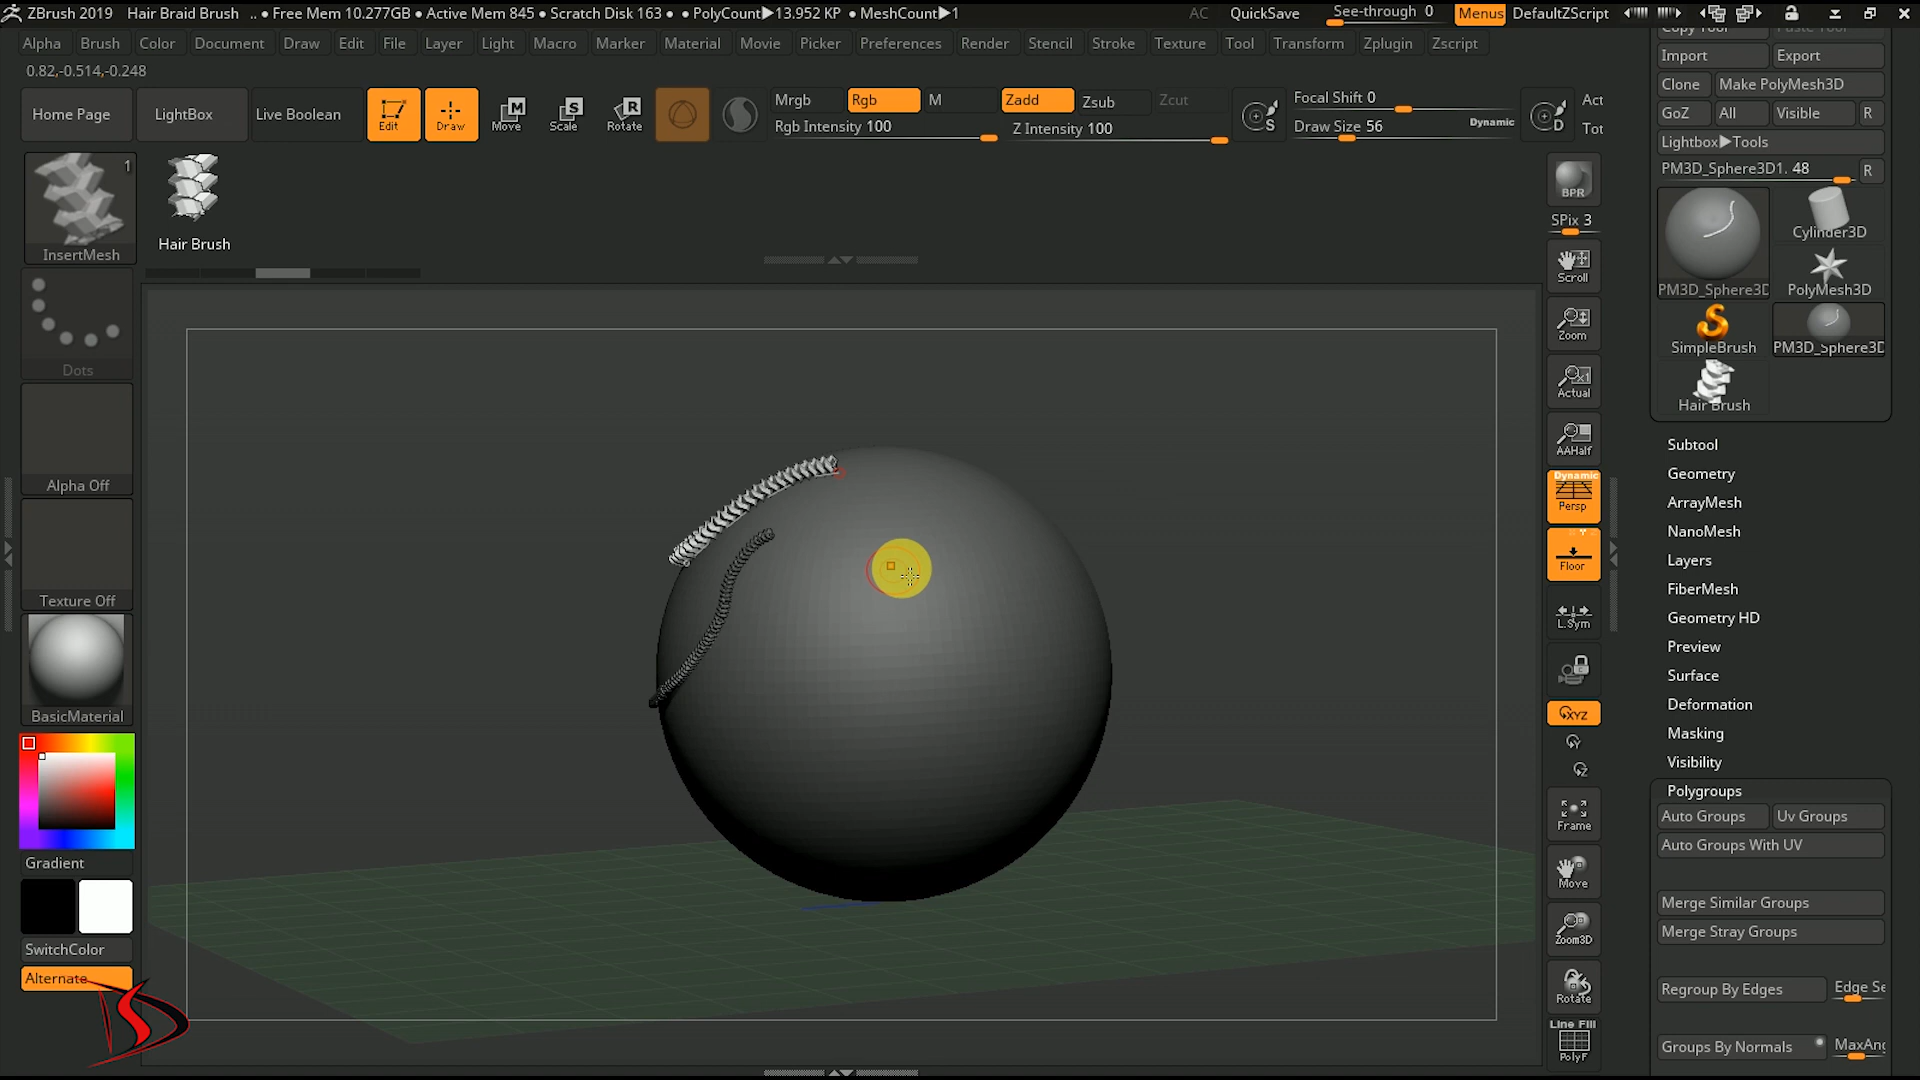 ZBrush 2019 Hair Braid Brush .. • Free Mem 10.277GB • Active Mem 845 • Scratch Disk 163 • • PolyCount▶13.952 KP • MeshCount▶1 AC QuickSave See-through 0 Menus DefaultZScript
Alpha Brush Color Document Draw Edit File Layer Light Macro Marker Material Movie Picker Preferences Render Stencil Stroke Texture Tool Transform Zplugin Zscript
0.82,-0.514,-0.248
Home Page LightBox Live Boolean Edit Draw Move Scale Rotate
Mrgb Rgb M Zadd Zsub Zcut
Rgb Intensity 100 Z Intensity 100
Focal Shift 0
Draw Size 56 Dynamic
Act
Tot
1
InsertMesh
Hair Brush
Dots
Alpha Off
Texture Off
BasicMaterial
Gradient
SwitchColor
Alternate
BPR
SPix 3
Scroll
Zoom
Actual
AAHalf
Dynamic
Persp
Floor
L.Sym
XYZ
Frame
Move
Zoom3D
Rotate
Line Fill
PolyF
Import Export
Clone Make PolyMesh3D
GoZ All Visible R
Lightbox▶Tools
PM3D_Sphere3D1. 48 R
PM3D_Sphere3D Cylinder3D
PolyMesh3D
SimpleBrush PM3D_Sphere3D
Hair Brush
Subtool
Geometry
ArrayMesh
NanoMesh
Layers
FiberMesh
Geometry HD
Preview
Surface
Deformation
Masking
Visibility
Polygroups
Auto Groups Uv Groups
Auto Groups With UV
Merge Similar Groups
Merge Stray Groups
Regroup By Edges Edge Se
Groups By Normals MaxAng